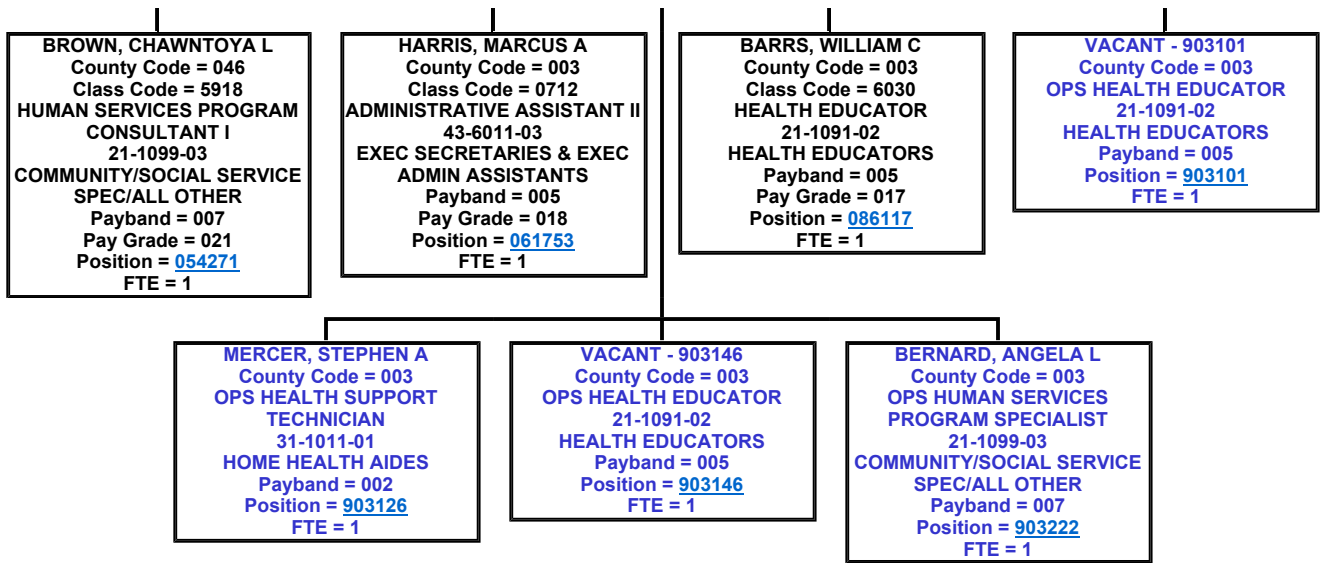 BROWN, CHAWNTOYA L
County Code = 046
Class Code = 5918
HUMAN SERVICES PROGRAM
CONSULTANT I
21-1099-03
COMMUNITY/SOCIAL SERVICE
SPEC/ALL OTHER
Payband = 007
Pay Grade = 021
Position = 054271
FTE = 1
HARRIS, MARCUS A
County Code = 003
Class Code = 0712
ADMINISTRATIVE ASSISTANT II
43-6011-03
EXEC SECRETARIES & EXEC
ADMIN ASSISTANTS
Payband = 005
Pay Grade = 018
Position = 061753
FTE = 1
BARRS, WILLIAM C
County Code = 003
Class Code = 6030
HEALTH EDUCATOR
21-1091-02
HEALTH EDUCATORS
Payband = 005
Pay Grade = 017
Position = 086117
FTE = 1
VACANT - 903101
County Code = 003
OPS HEALTH EDUCATOR
21-1091-02
HEALTH EDUCATORS
Payband = 005
Position = 903101
FTE = 1
MERCER, STEPHEN A
County Code = 003
OPS HEALTH SUPPORT
TECHNICIAN
31-1011-01
HOME HEALTH AIDES
Payband = 002
Position = 903126
FTE = 1
VACANT - 903146
County Code = 003
OPS HEALTH EDUCATOR
21-1091-02
HEALTH EDUCATORS
Payband = 005
Position = 903146
FTE = 1
BERNARD, ANGELA L
County Code = 003
OPS HUMAN SERVICES
PROGRAM SPECIALIST
21-1099-03
COMMUNITY/SOCIAL SERVICE
SPEC/ALL OTHER
Payband = 007
Position = 903222
FTE = 1